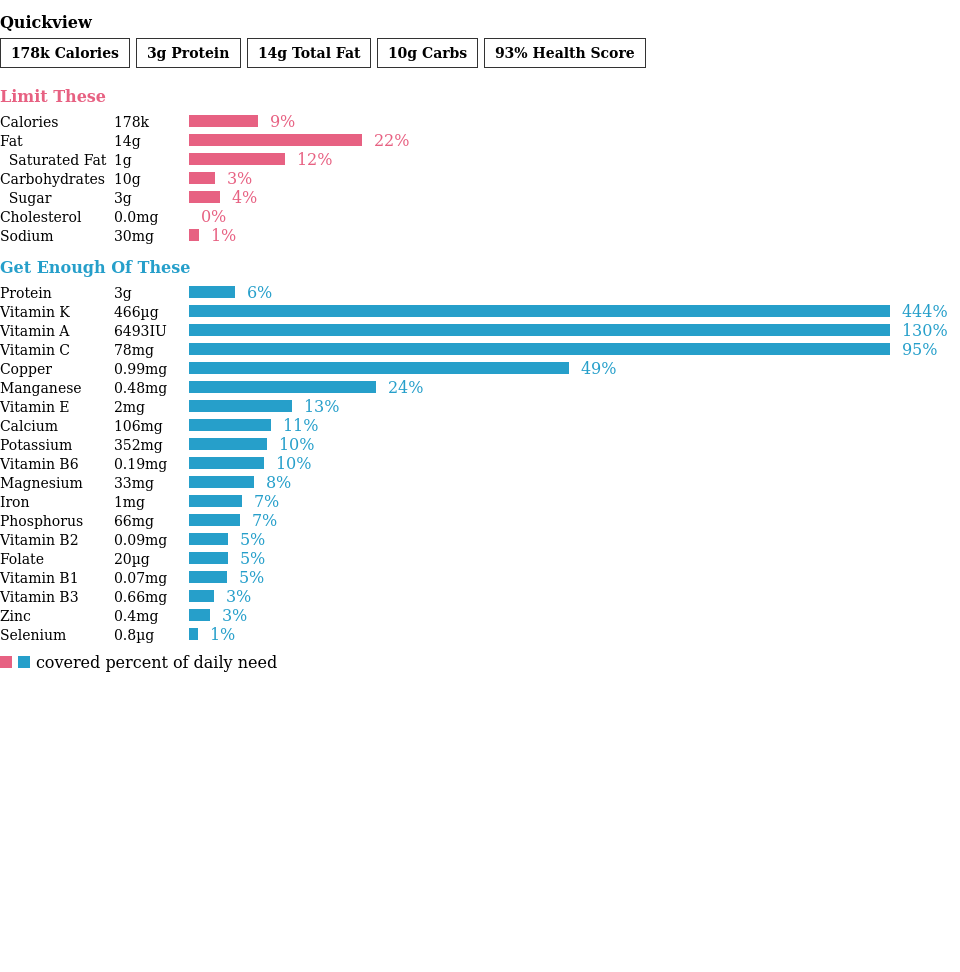 Quickview
178k Calories 3g Protein 14g Total Fat 10g Carbs 93% Health Score
Limit These
Calories 178k 9%
Fat 14g 22%
Saturated Fat 1g 12%
Carbohydrates 10g 3%
Sugar 3g 4%
Cholesterol 0.0mg 0%
Sodium 30mg 1%
Get Enough Of These
Protein 3g 6%
Vitamin K 466µg 444%
Vitamin A 6493IU 130%
Vitamin C 78mg 95%
Copper 0.99mg 49%
Manganese 0.48mg 24%
Vitamin E 2mg 13%
Calcium 106mg 11%
Potassium 352mg 10%
Vitamin B6 0.19mg 10%
Magnesium 33mg 8%
Iron 1mg 7%
Phosphorus 66mg 7%
Vitamin B2 0.09mg 5%
Folate 20µg 5%
Vitamin B1 0.07mg 5%
Vitamin B3 0.66mg 3%
Zinc 0.4mg 3%
Selenium 0.8µg 1%
covered percent of daily need